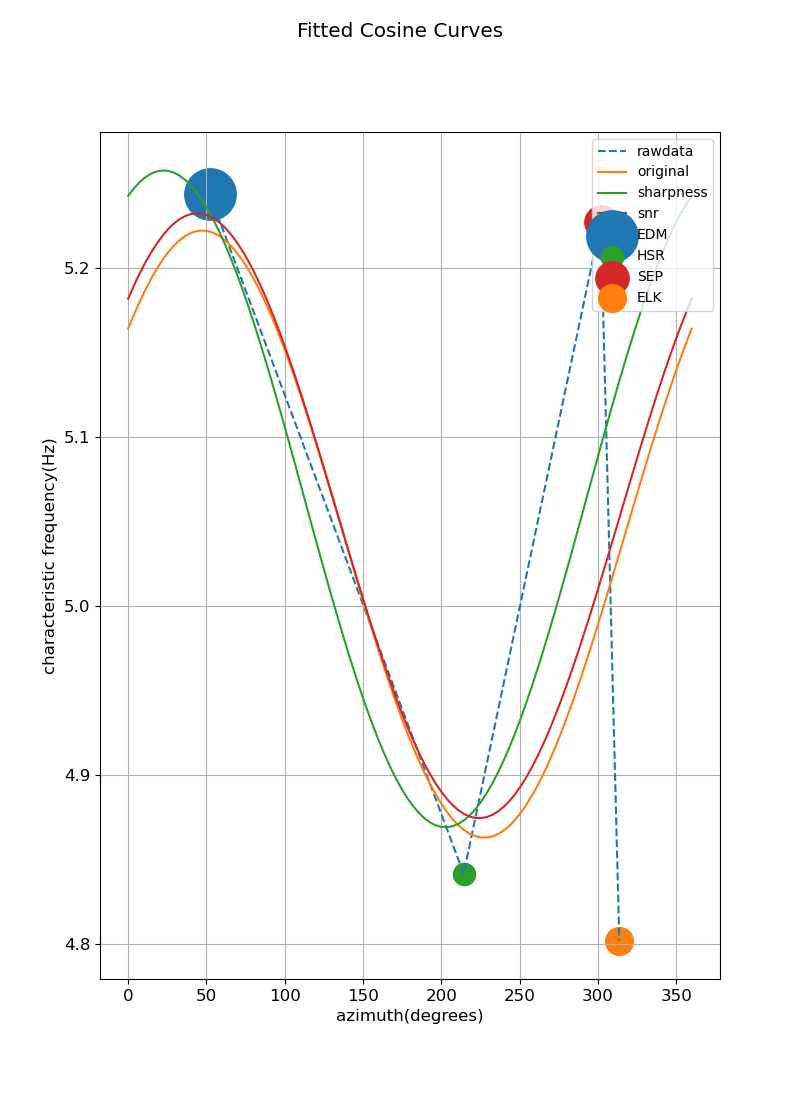 Fitted Cosine Curves
rawdata
original
sharpness
snr
EDM
HSR
SEP
ELK
5.2
5.1
5.0
4.9
4.8
characteristic frequency(Hz)
0 50 100 150 200 250 300 350
azimuth(degrees)